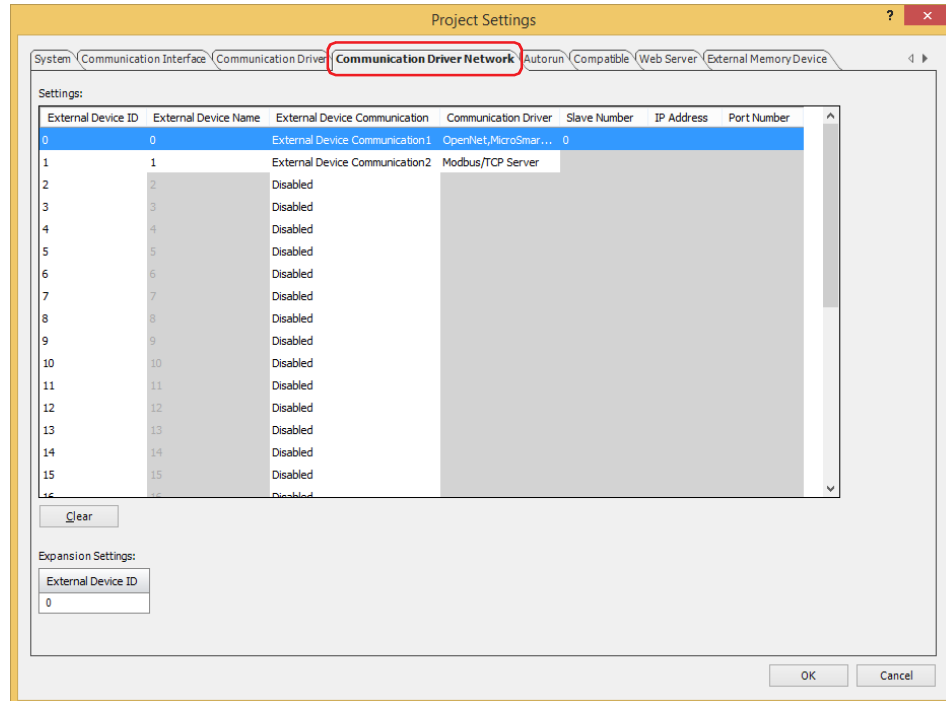 Project Settings
? ×
System Communication Interface Communication Driver Communication Driver Network Autorun Compatible Web Server External Memory Device
Settings:
External Device ID External Device Name External Device Communication Communication Driver Slave Number IP Address Port Number
0 0 External Device Communication1 OpenNet,MicroSmar... 0
1 1 External Device Communication2 Modbus/TCP Server
2 2 Disabled
3 3 Disabled
4 4 Disabled
5 5 Disabled
6 6 Disabled
7 7 Disabled
8 8 Disabled
9 9 Disabled
10 10 Disabled
11 11 Disabled
12 12 Disabled
13 13 Disabled
14 14 Disabled
15 15 Disabled
16 16 Disabled
Clear
Expansion Settings:
External Device ID
0
OK Cancel